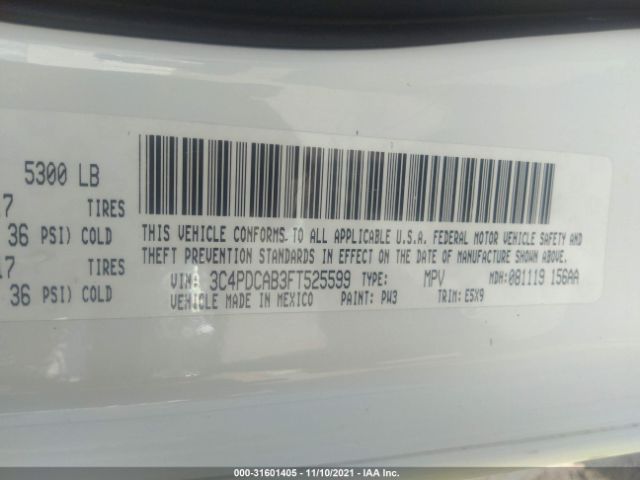 5300 LB
17 TIRES
36 PSI) COLD
17 TIRES
36 PSI) COLD
THIS VEHICLE CONFORMS TO ALL APPLICABLE U.S.A. FEDERAL MOTOR VEHICLE SAFETY AND
THEFT PREVENTION STANDARDS IN EFFECT ON THE DATE OF MANUFACTURE SHOWN ABOVE.
VIN: 3C4PDCAB3FT525599 TYPE: MPV MDH: 081119 156AA
VEHICLE MADE IN MEXICO PAINT: PW3 TRIM: E5X9
000-31601405 - 11/10/2021 - IAA Inc.